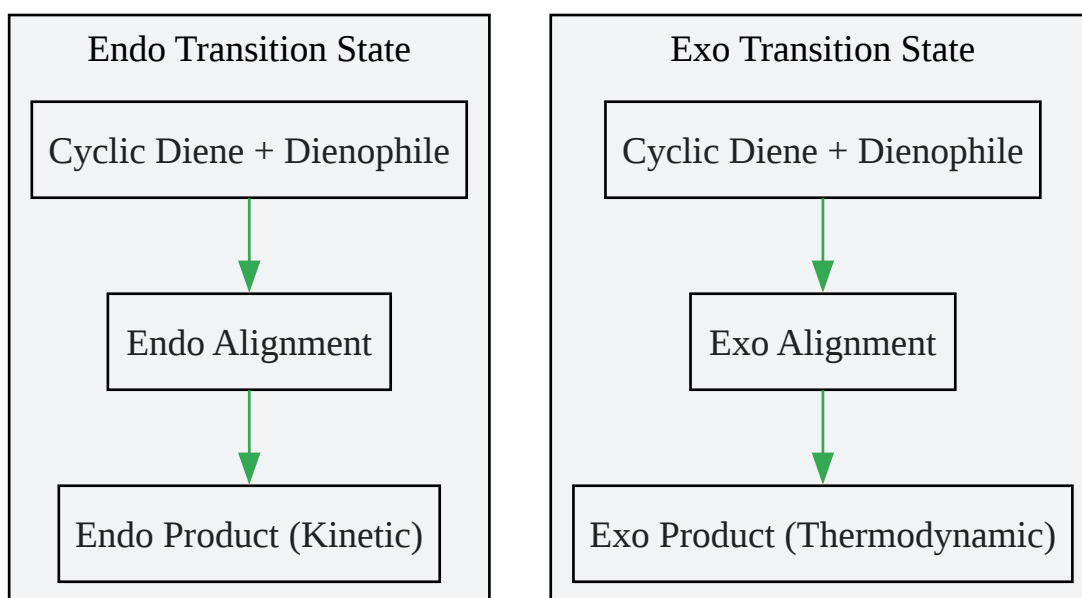 Endo Transition State
Cyclic Diene + Dienophile
Endo Alignment
Endo Product (Kinetic)
Exo Transition State
Cyclic Diene + Dienophile
Exo Alignment
Exo Product (Thermodynamic)